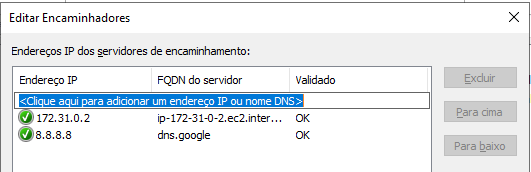 Editar Encaminhadores
Endereços IP dos servidores de encaminhamento:
Endereço IP FQDN do servidor Validado
<Clique aqui para adicionar um endereço IP ou nome DNS>
172.31.0.2 ip-172-31-0-2.ec2.inter... OK
8.8.8.8 dns.google OK
Excluir
Para cima
Para baixo